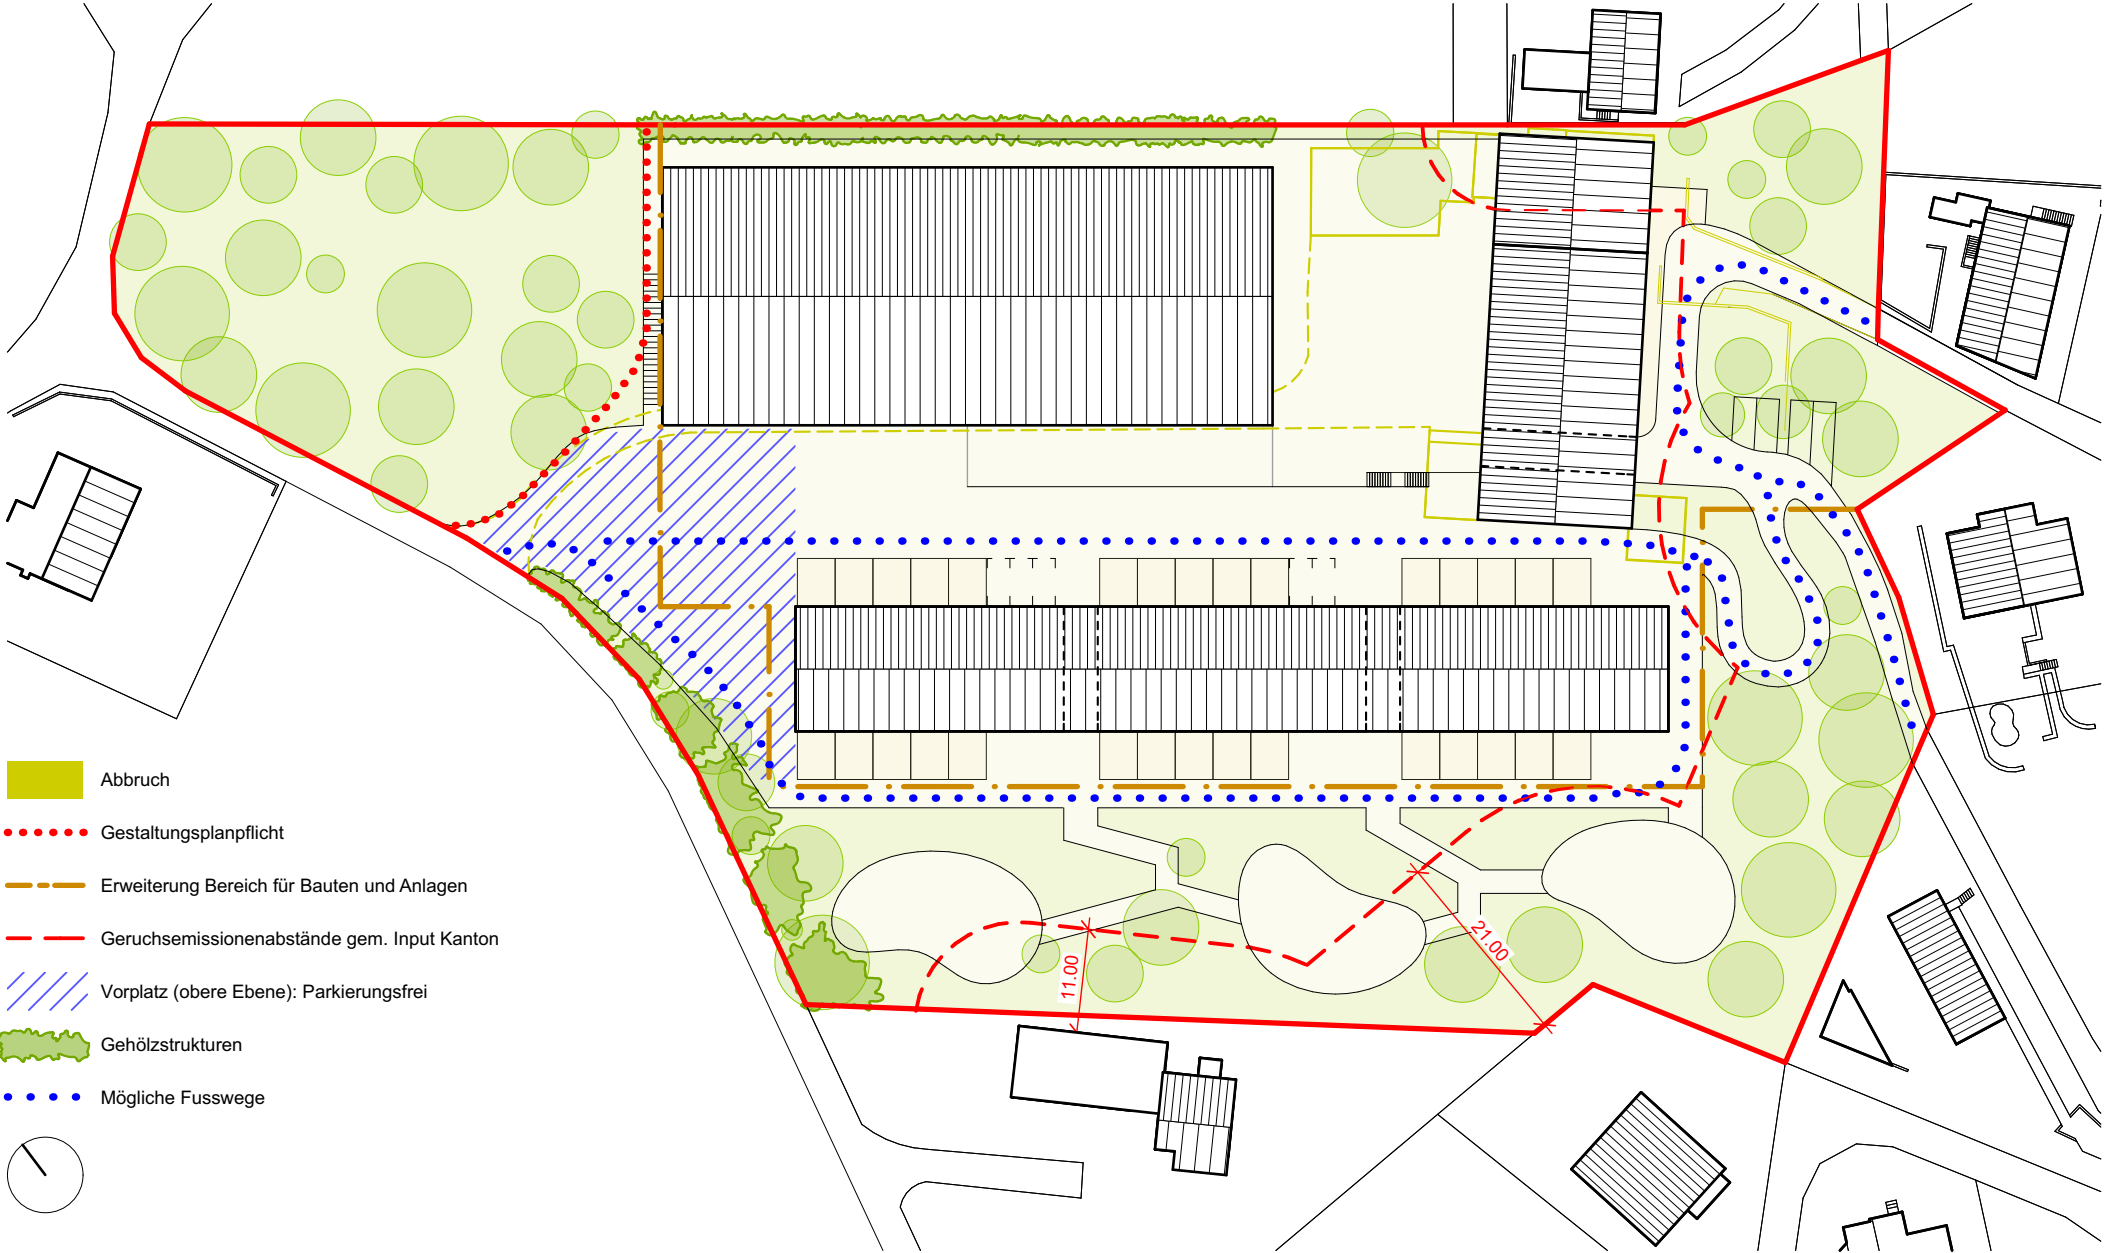 Abbruch
Gestaltungsplanpflicht
Erweiterung Bereich für Bauten und Anlagen
Geruchsemissionenabstände gem. Input Kanton
Vorplatz (obere Ebene): Parkierungsfrei
Gehölzstrukturen
Mögliche Fusswege
11.00
21.00